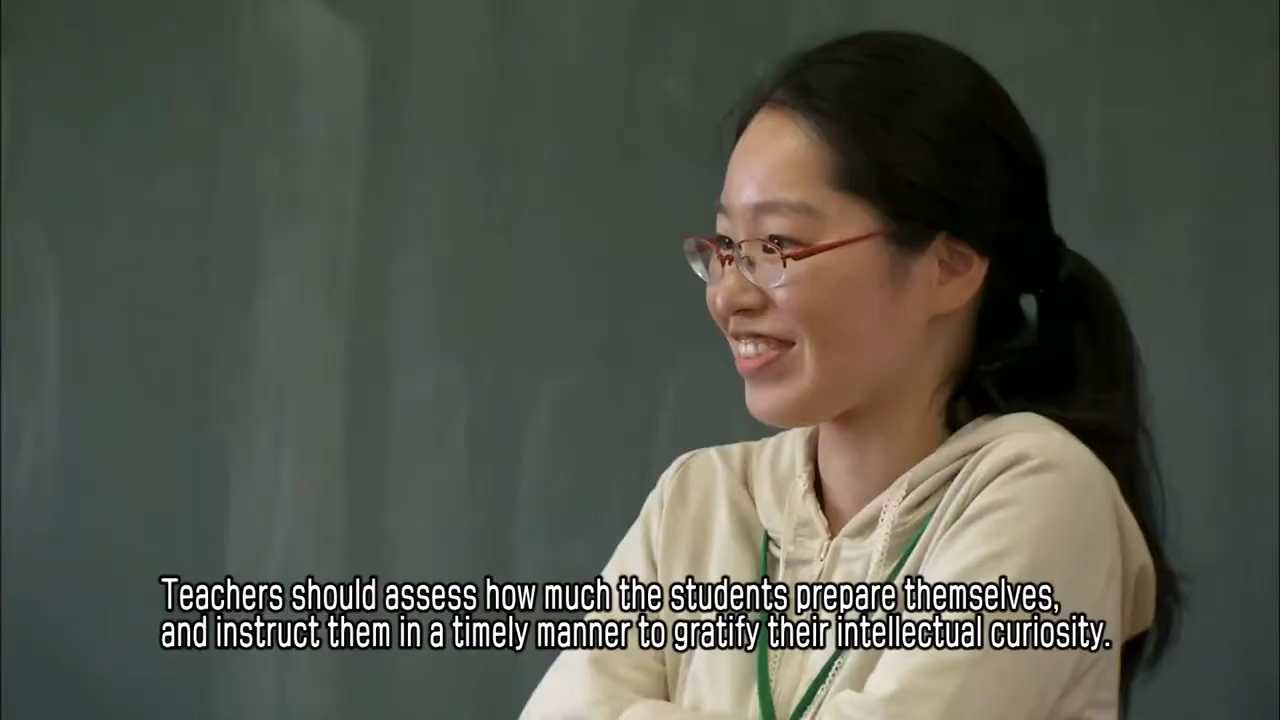 Teachers should assess how much the students prepare themselves,
and instruct them in a timely manner to gratify their intellectual curiosity.